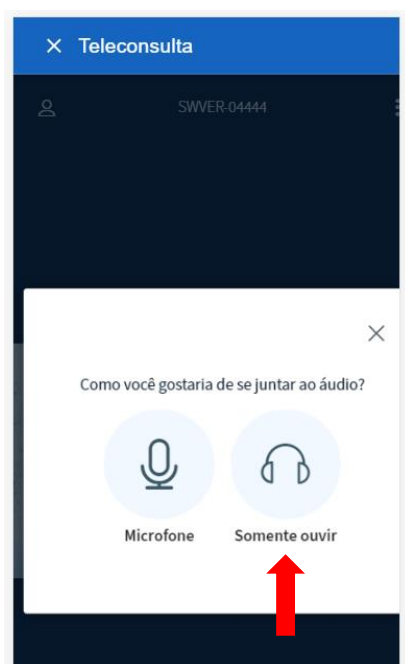 Teleconsulta
SWVER-04444
Como você gostaria de se juntar ao áudio?
Microfone Somente ouvir